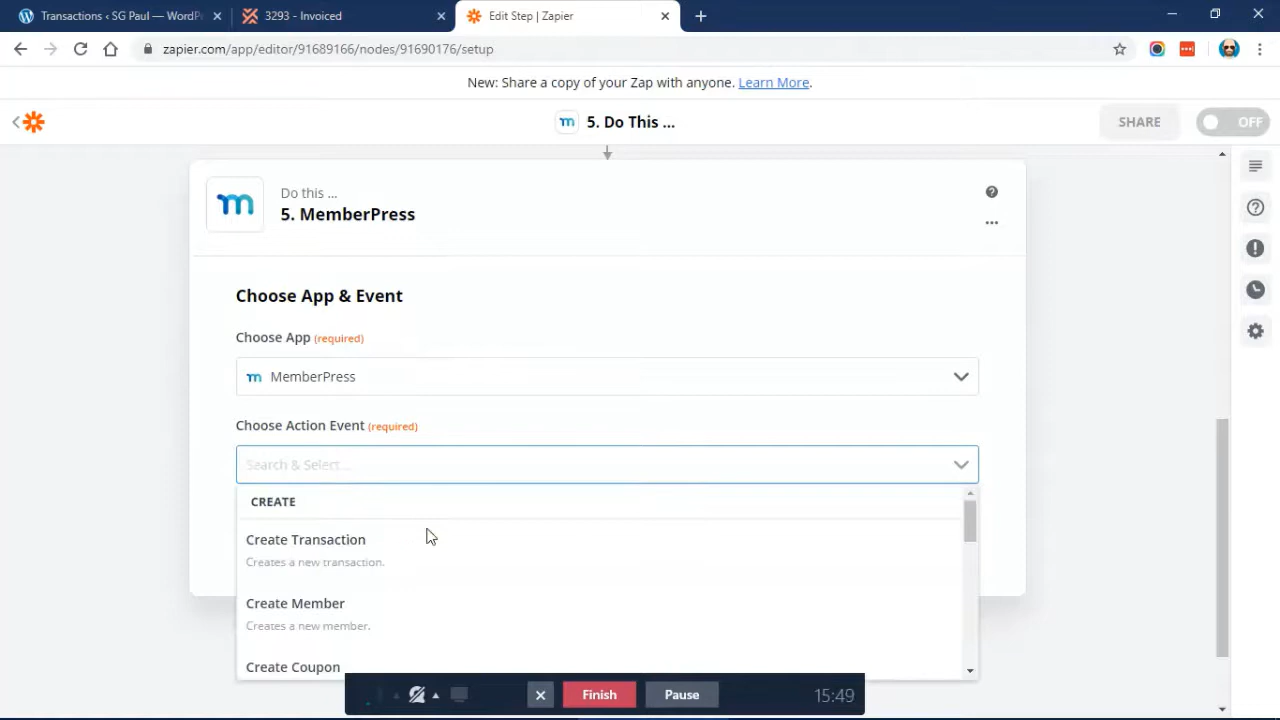 Transactions ‹ SG Paul — WordP
3293 - Invoiced
Edit Step | Zapier
zapier.com/app/editor/91689166/nodes/91690176/setup
New: Share a copy of your Zap with anyone. Learn More.
5. Do This ...
SHARE
OFF
Do this ...
5. MemberPress
Choose App & Event
Choose App (required)
MemberPress
Choose Action Event (required)
Search & Select...
CREATE
Create Transaction
Creates a new transaction.
Create Member
Creates a new member.
Create Coupon
Finish
Pause
15:49